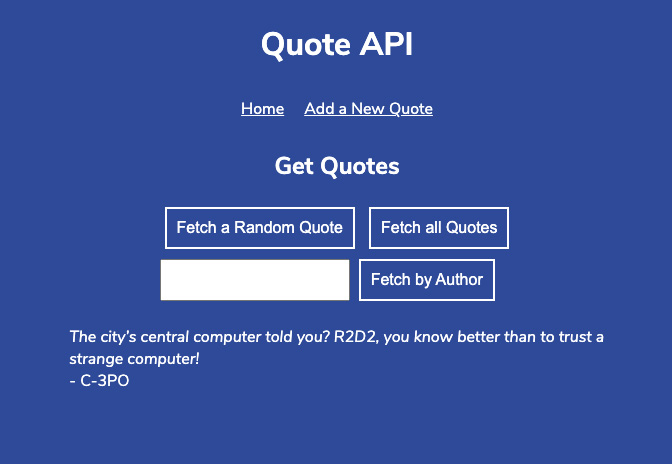 Quote API
Home Add a New Quote
Get Quotes
Fetch a Random Quote Fetch all Quotes
Fetch by Author
The city's central computer told you? R2D2, you know better than to trust a
strange computer!
- C-3PO